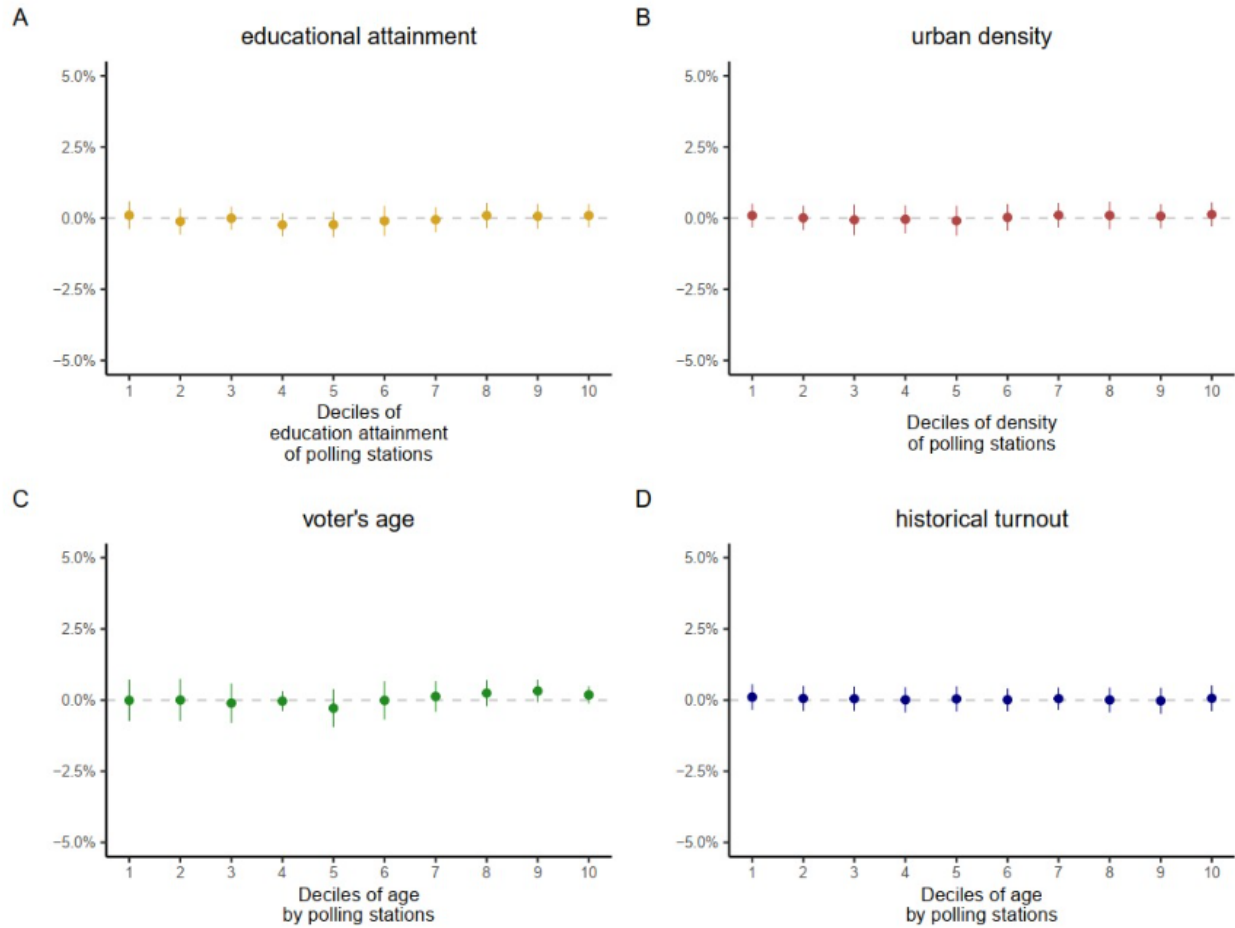 A
educational attainment
5.0%
2.5%
0.0%
−2.5%
−5.0%
1 2 3 4 5 6 7 8 9 10
Deciles of
education attainment
of polling stations
B
urban density
5.0%
2.5%
0.0%
−2.5%
−5.0%
1 2 3 4 5 6 7 8 9 10
Deciles of density
of polling stations
C
voter's age
5.0%
2.5%
0.0%
−2.5%
−5.0%
1 2 3 4 5 6 7 8 9 10
Deciles of age
by polling stations
D
historical turnout
5.0%
2.5%
0.0%
−2.5%
−5.0%
1 2 3 4 5 6 7 8 9 10
Deciles of age
by polling stations